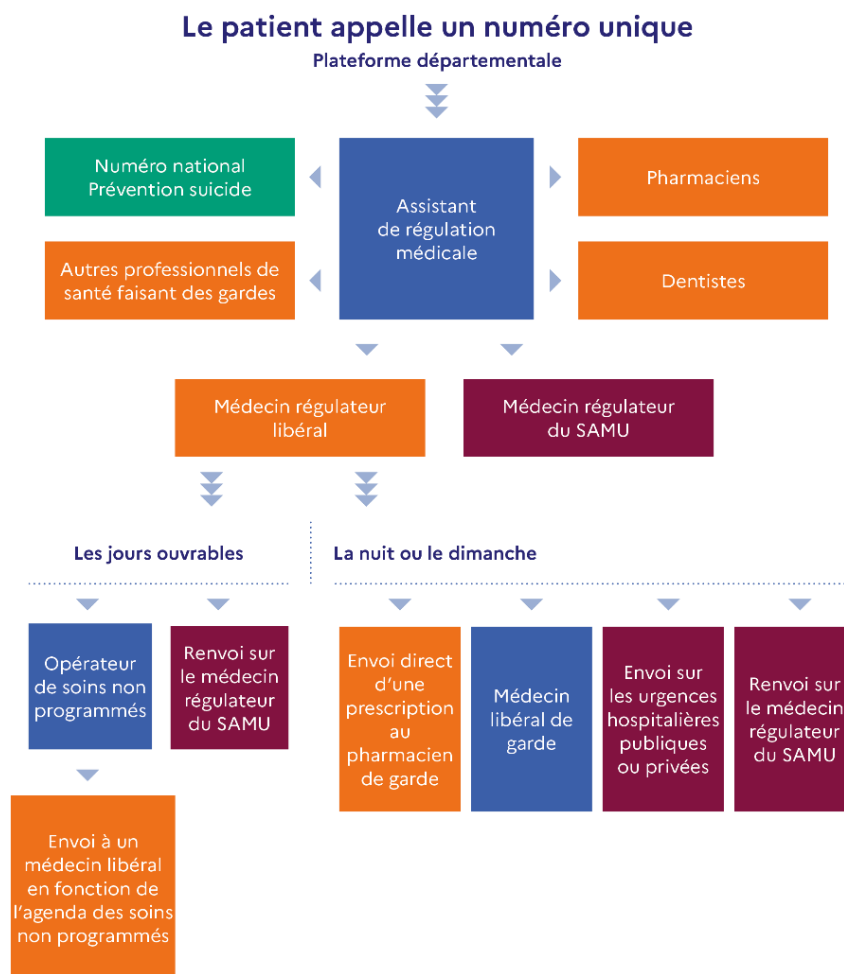 Le patient appelle un numéro unique
Plateforme départementale
Numéro national
Prévention suicide
Assistant
de régulation
médicale
Pharmaciens
Autres professionnels de
santé faisant des gardes
Dentistes
Médecin régulateur
libéral
Médecin régulateur
du SAMU
Les jours ouvrables
La nuit ou le dimanche
Opérateur
de soins non
programmés
Renvoi sur
le médecin
régulateur
du SAMU
Envoi direct
d’une
prescription
au
pharmacien
de garde
Médecin
libéral de
garde
Envoi sur
les urgences
hospitalières
publiques
ou privées
Renvoi sur
le médecin
régulateur
du SAMU
Envoi à un
médecin libéral
en fonction de
l’agenda des soins
non programmés